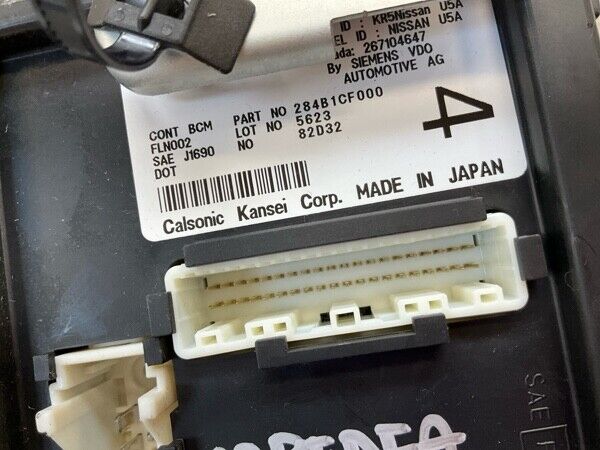 ID : KR5Nissan U5A
EL ID : NISSAN U5A
ada: 267104647
By SIEMENS VDO
AUTOMOTIVE AG
CONT BCM PART NO 284B1CF000
FLN002 LOT NO 5623
SAE J1690 NO 82D32
DOT
4
Calsonic Kansei Corp. MADE IN JAPAN
SAE